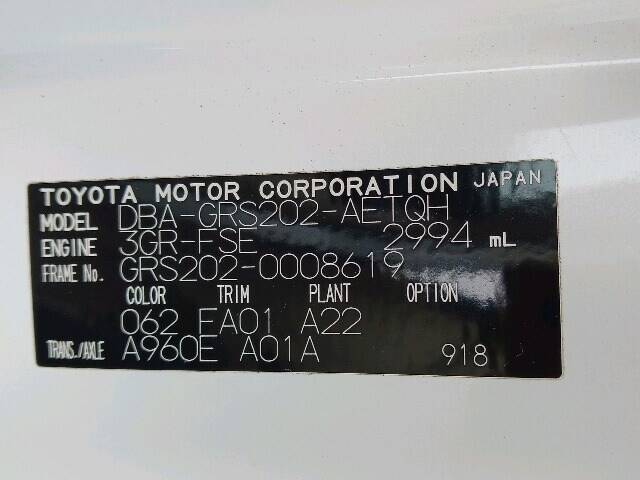 TOYOTA MOTOR CORPORATION JAPAN
MODEL DBA-GRS202-AETQH
ENGINE 3GR-FSE 2994 mL
FRAME No. GRS202-0008619
COLOR TRIM PLANT OPTION
062 FA01 A22
TRANS./AXLE A960E A01A 918